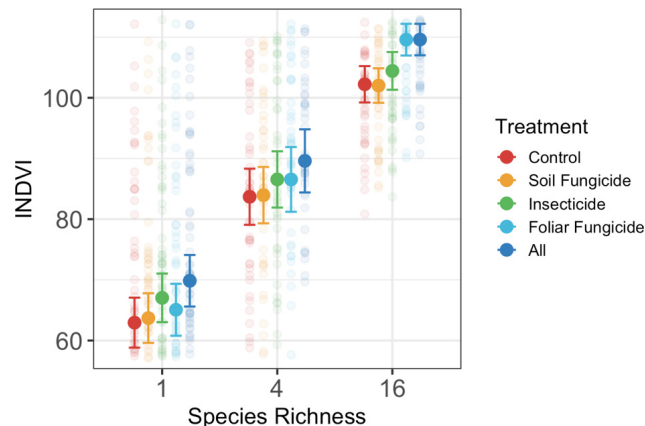 INDVI
100
80
60
1
4
16
Species Richness
Treatment
Control
Soil Fungicide
Insecticide
Foliar Fungicide
All